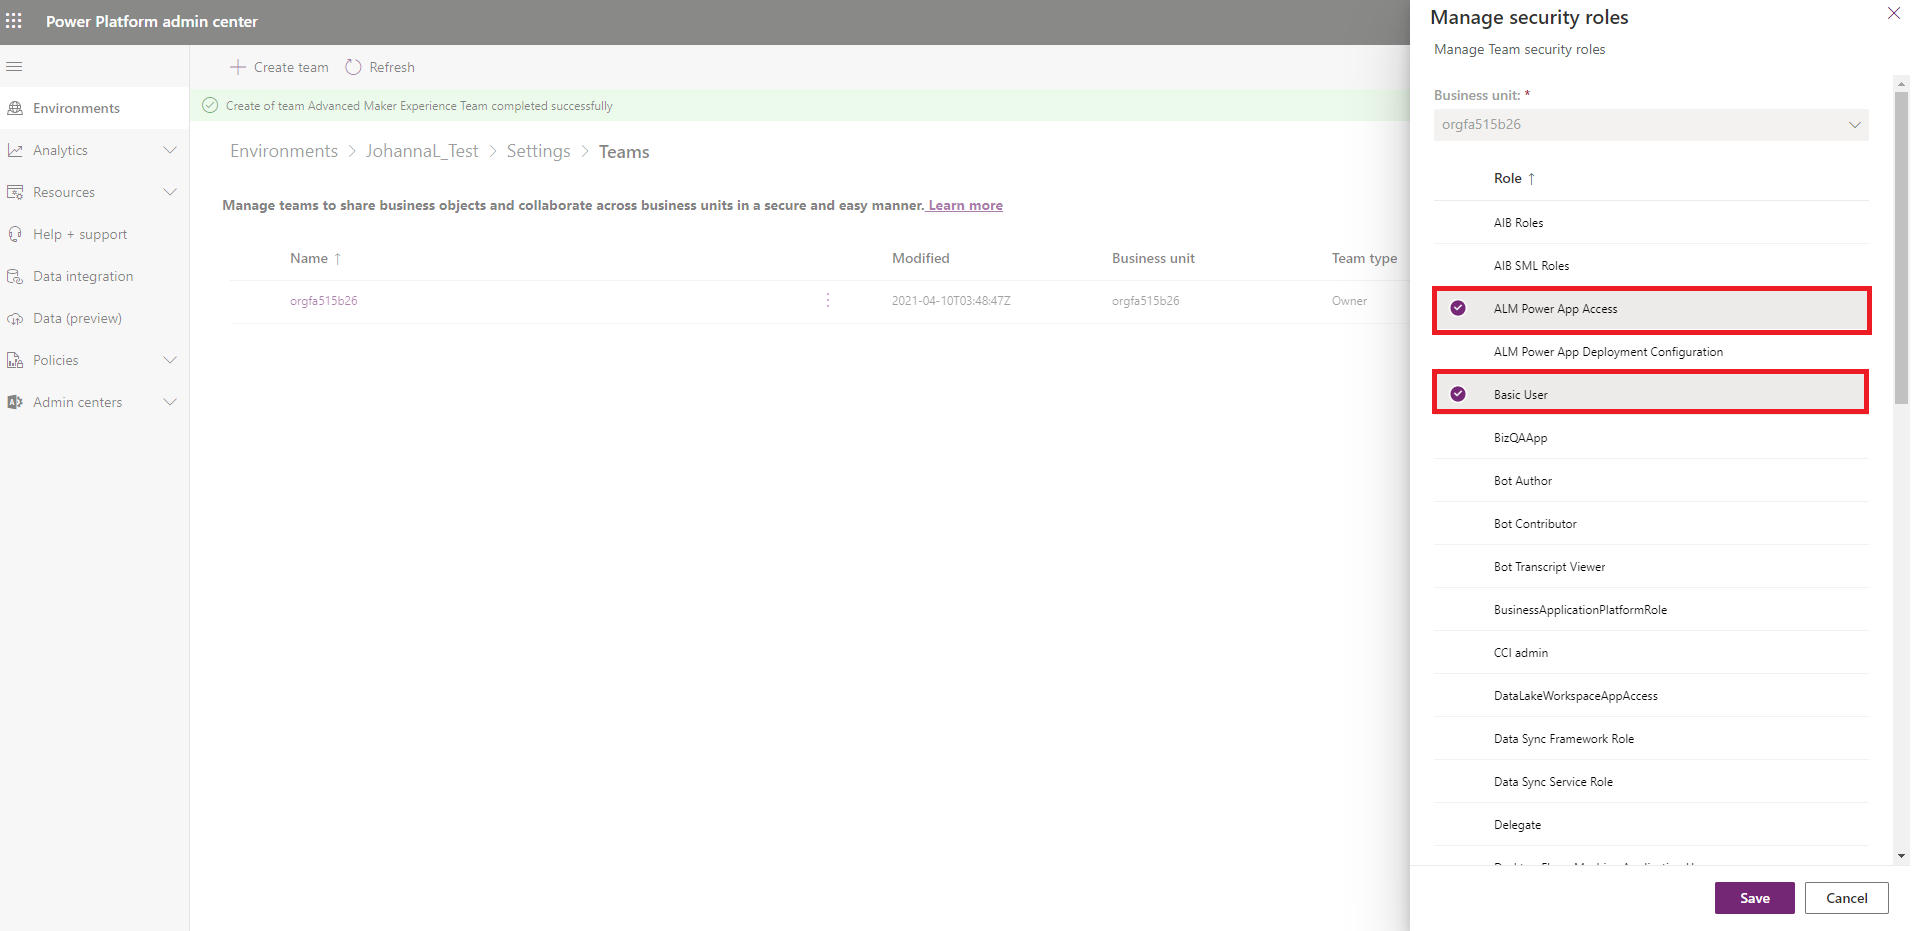 Power Platform admin center
Create team
Refresh
Create of team Advanced Maker Experience Team completed successfully
Environments
Analytics
Resources
Help + support
Data integration
Data (preview)
Policies
Admin centers
Environments > JohannaL_Test > Settings > Teams
Manage teams to share business objects and collaborate across business units in a secure and easy manner. Learn more
Name ↑ Modified Business unit Team type
orgfa515b26 2021-04-10T03:48:47Z orgfa515b26 Owner
Manage security roles
Manage Team security roles
Business unit: *
orgfa515b26
Role ↑
AIB Roles
AIB SML Roles
ALM Power App Access
ALM Power App Deployment Configuration
Basic User
BizQAApp
Bot Author
Bot Contributor
Bot Transcript Viewer
BusinessApplicationPlatformRole
CCI admin
DataLakeWorkspaceAppAccess
Data Sync Framework Role
Data Sync Service Role
Delegate
Save
Cancel